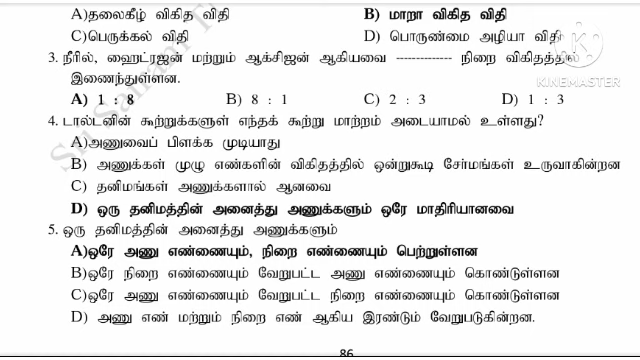 A)தலைகீழ் விகித விதி B) மாறா விகித விதி
C)பெருக்கல் விதி D) பொருண்மை அழியா விதி
3. நீரில், ஹைட்ரஜன் மற்றும் ஆக்சிஜன் ஆகியவை ------------- நிறை விகிதத்தில்
இணைந்துள்ளன.
A) 1 : 8 B) 8 : 1 C) 2 : 3 D) 1 : 3
4. டால்டனின் கூற்றுக்களுள் எந்தக் கூற்று மாற்றம் அடையாமல் உள்ளது?
A)அணுவைப் பிளக்க முடியாது
B) அணுக்கள் முழு எண்களின் விகிதத்தில் ஒன்றுகூடி சேர்மங்கள் உருவாகின்றன
C) தனிமங்கள் அணுக்களால் ஆனவை
D) ஒரு தனிமத்தின் அனைத்து அணுக்களும் ஒரே மாதிரியானவை
5. ஒரு தனிமத்தின் அனைத்து அணுக்களும்
A)ஒரே அணு எண்ணையும், நிறை எண்ணையும் பெற்றுள்ளன
B)ஒரே நிறை எண்ணையும் வேறுபட்ட அணு எண்ணையும் கொண்டுள்ளன
C)ஒரே அணு எண்ணையும் வேறுபட்ட நிறை எண்ணையும் கொண்டுள்ளன
D) அணு எண் மற்றும் நிறை எண் ஆகிய இரண்டும் வேறுபடுகின்றன.
86
KINEMASTER